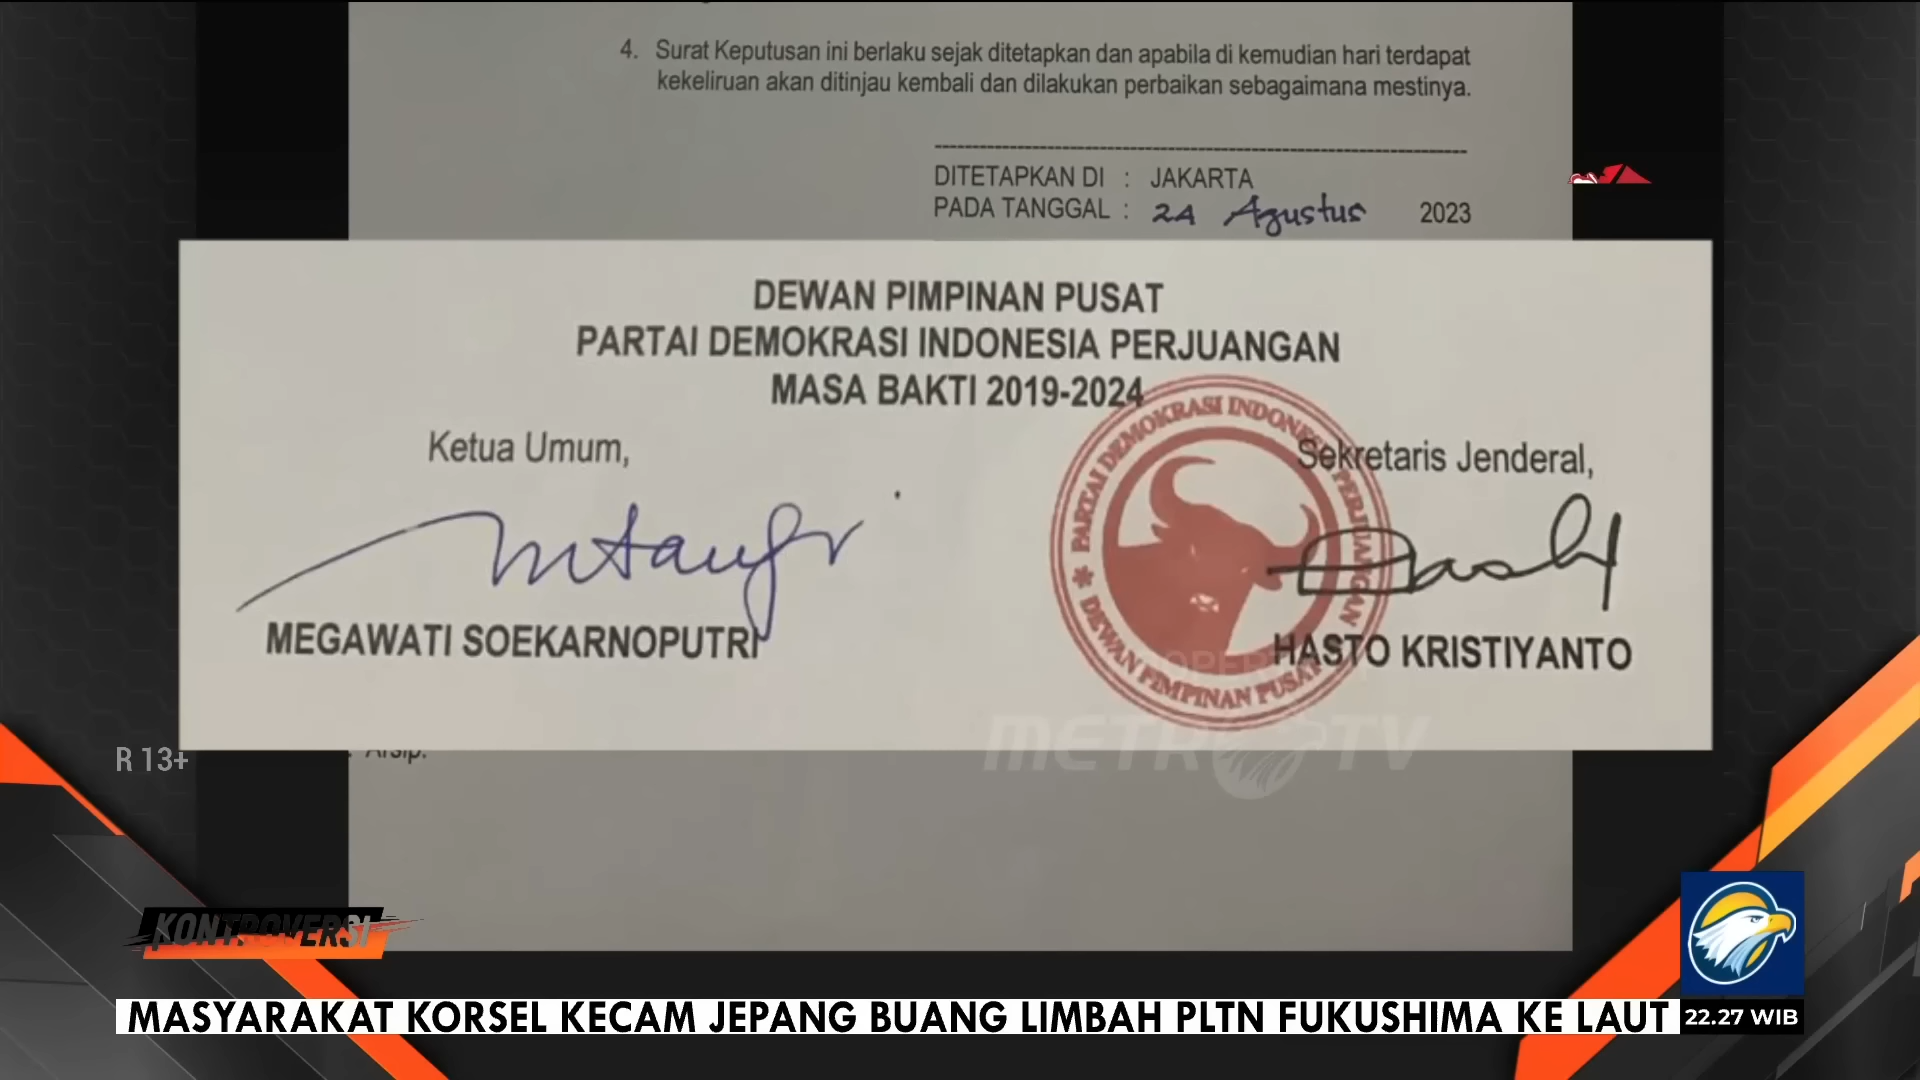 4. Surat Keputusan ini berlaku sejak ditetapkan dan apabila di kemudian hari terdapat
kekeliruan akan ditinjau kembali dan dilakukan perbaikan sebagaimana mestinya.
DITETAPKAN DI : JAKARTA
PADA TANGGAL : 24 Agustus 2023
DEWAN PIMPINAN PUSAT
PARTAI DEMOKRASI INDONESIA PERJUANGAN
MASA BAKTI 2019-2024
Ketua Umum,
Sekretaris Jenderal,
PARTAI DEMOKRASI INDONESIA PERJUANGAN
DEWAN PIMPINAN PUSAT
MEGAWATI SOEKARNOPUTRI
HASTO KRISTIYANTO
METRO TV
Arsip.
R 13+
KONTROVERSI
MASYARAKAT KORSEL KECAM JEPANG BUANG LIMBAH PLTN FUKUSHIMA KE LAUT
22.27 WIB